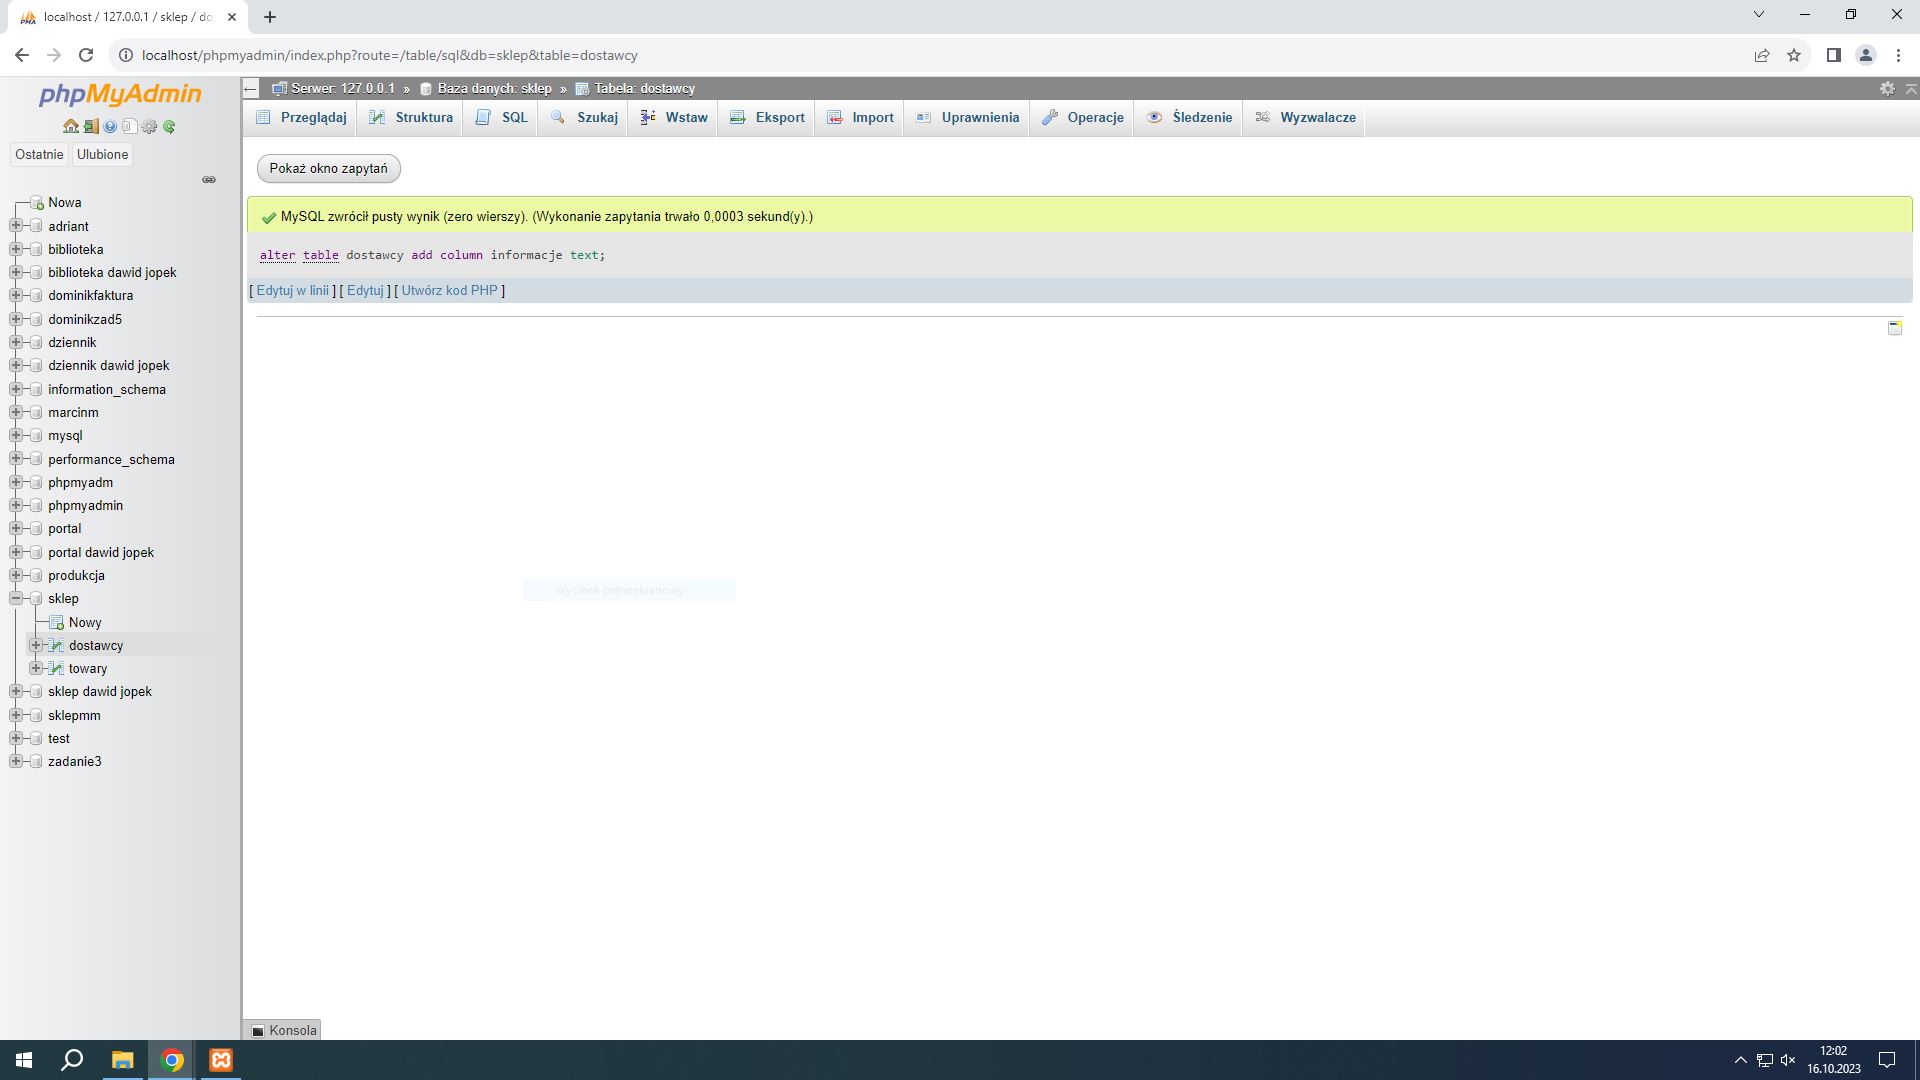 localhost / 127.0.0.1 / sklep / do
localhost/phpmyadmin/index.php?route=/table/sql&db=sklep&table=dostawcy
phpMyAdmin
Ostatnie Ulubione
Nowa
adriant
biblioteka
biblioteka dawid jopek
dominikfaktura
dominikzad5
dziennik
dziennik dawid jopek
information_schema
marcinm
mysql
performance_schema
phpmyadm
phpmyadmin
portal
portal dawid jopek
produkcja
sklep
Nowy
dostawcy
towary
sklep dawid jopek
sklepmm
test
zadanie3
Serwer: 127.0.0.1 » Baza danych: sklep » Tabela: dostawcy
Przeglądaj Struktura SQL Szukaj Wstaw Eksport Import Uprawnienia Operacje Śledzenie Wyzwalacze
Pokaż okno zapytań
MySQL zwrócił pusty wynik (zero wierszy). (Wykonanie zapytania trwało 0,0003 sekund(y).)
alter table dostawcy add column informacje text;
[ Edytuj w linii ] [ Edytuj ] [ Utwórz kod PHP ]
Wycinek pełnoekranowy
Konsola
12:02
16.10.2023